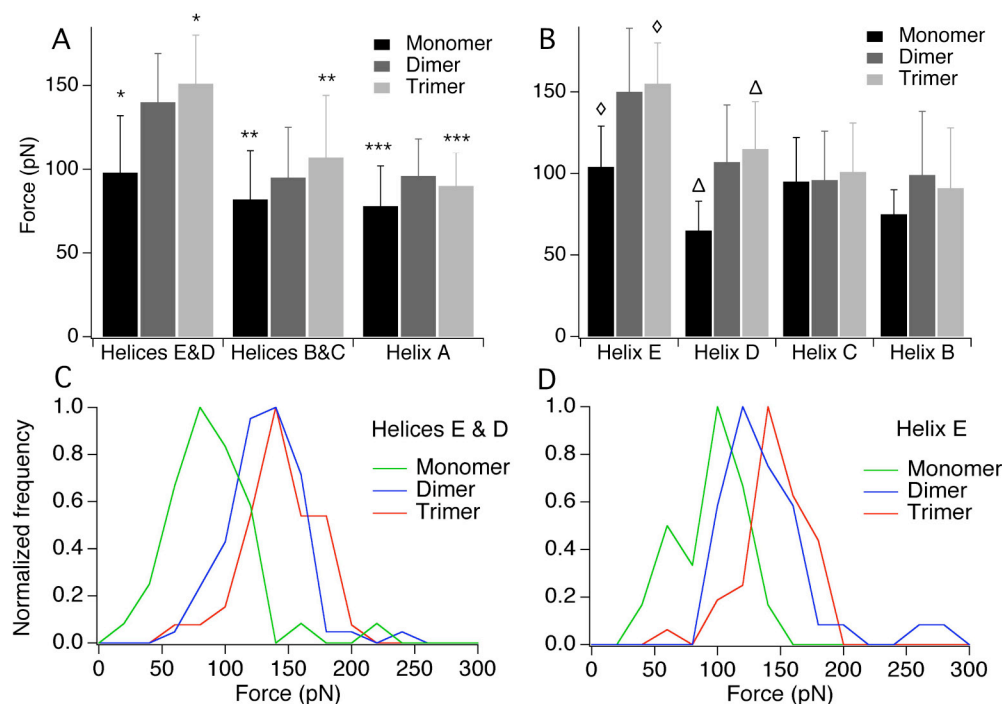 A
Monomer
Dimer
Trimer
*
*
**
**
***
***
Force (pN)
150
100
50
0
Helices E&D
Helices B&C
Helix A
B
Monomer
Dimer
Trimer
◊
◊
Δ
Δ
150
100
50
0
Helix E
Helix D
Helix C
Helix B
C
Helices E & D
Monomer
Dimer
Trimer
Normalized frequency
1.0
0.8
0.6
0.4
0.2
0.0
0
50
100
150
200
250
300
Force (pN)
D
Helix E
Monomer
Dimer
Trimer
1.0
0.8
0.6
0.4
0.2
0.0
0
50
100
150
200
250
300
Force (pN)